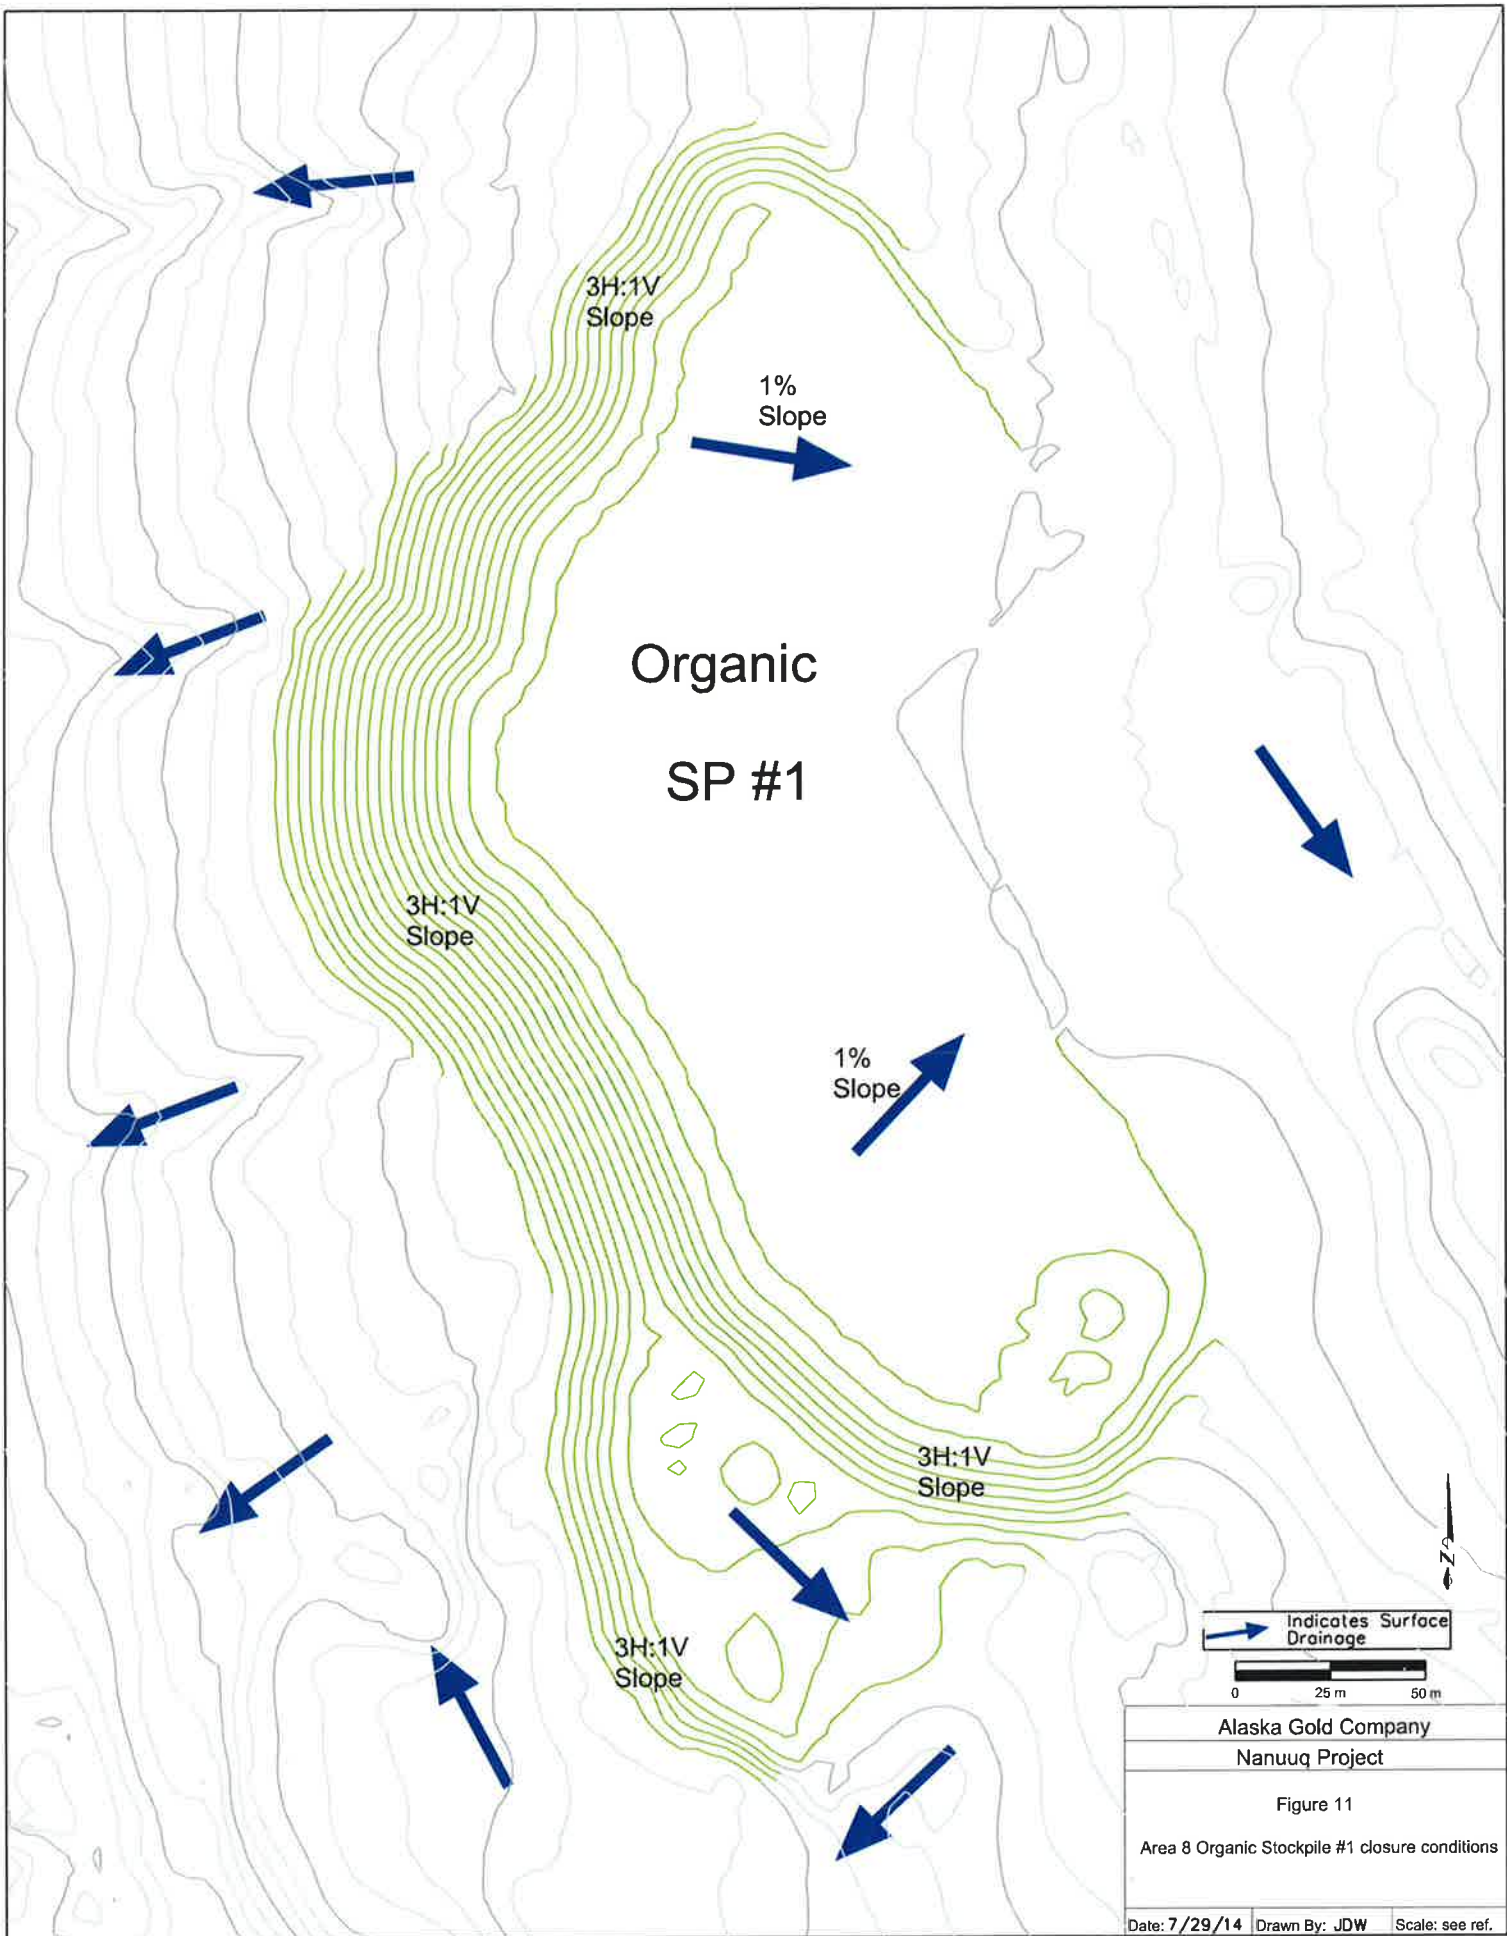 3H:1V
Slope
1%
Slope
Organic
SP #1
3H:1V
Slope
1%
Slope
3H:1V
Slope
3H:1V
Slope
N
Indicates Surface
Drainage
0 25 m 50 m
Alaska Gold Company
Nanuuq Project
Figure 11
Area 8 Organic Stockpile #1 closure conditions
Date: 7/29/14 Drawn By: JDW Scale: see ref.